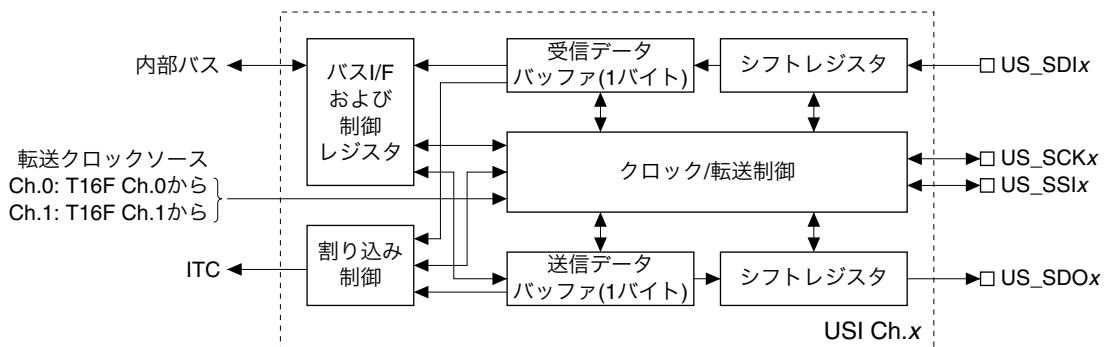 内部バス
バスI/F
および
制御
レジスタ
受信データ
バッファ(1バイト)
シフトレジスタ
US_SDIx
転送クロックソース
Ch.0: T16F Ch.0から
Ch.1: T16F Ch.1から
クロック/転送制御
US_SCKx
US_SSIx
ITC
割り込み
制御
送信データ
バッファ(1バイト)
シフトレジスタ
US_SDOx
USI Ch.x